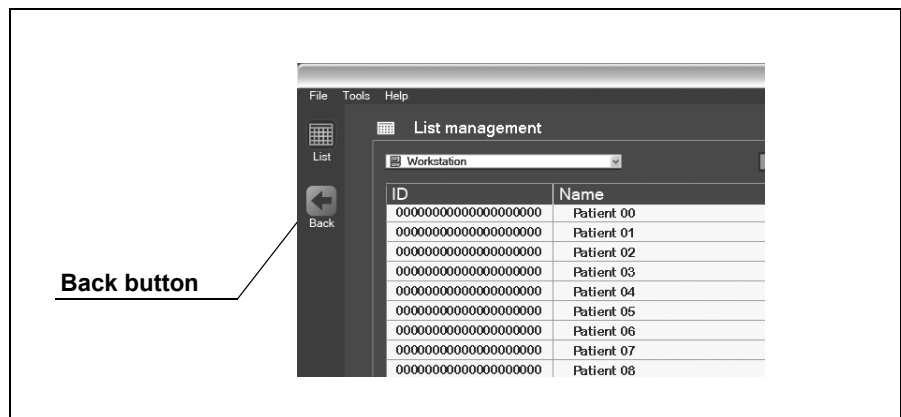 File Tools Help
List management
List
Workstation
ID Name
00000000000000000000 Patient 00
00000000000000000000 Patient 01
Back
00000000000000000000 Patient 02
00000000000000000000 Patient 03
Back button
00000000000000000000 Patient 04
00000000000000000000 Patient 05
00000000000000000000 Patient 06
00000000000000000000 Patient 07
00000000000000000000 Patient 08